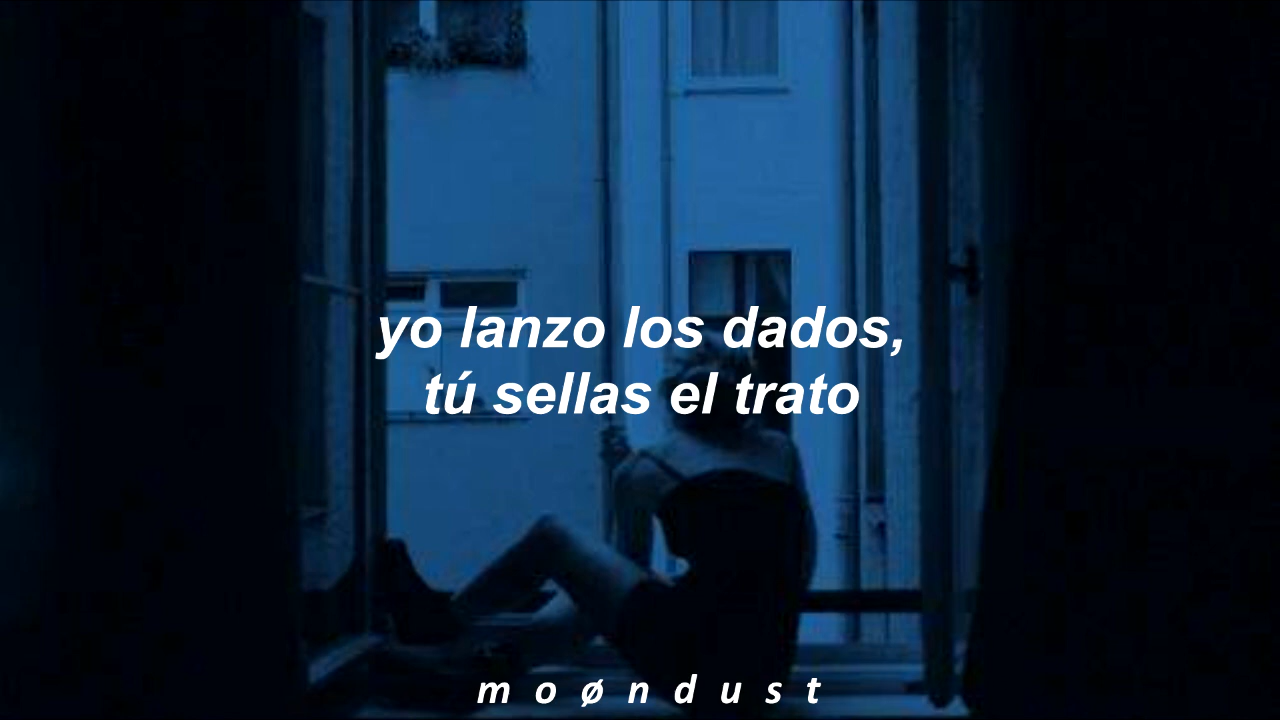 yo lanzo los dados,
tú sellas el trato
m o ø n d u s t